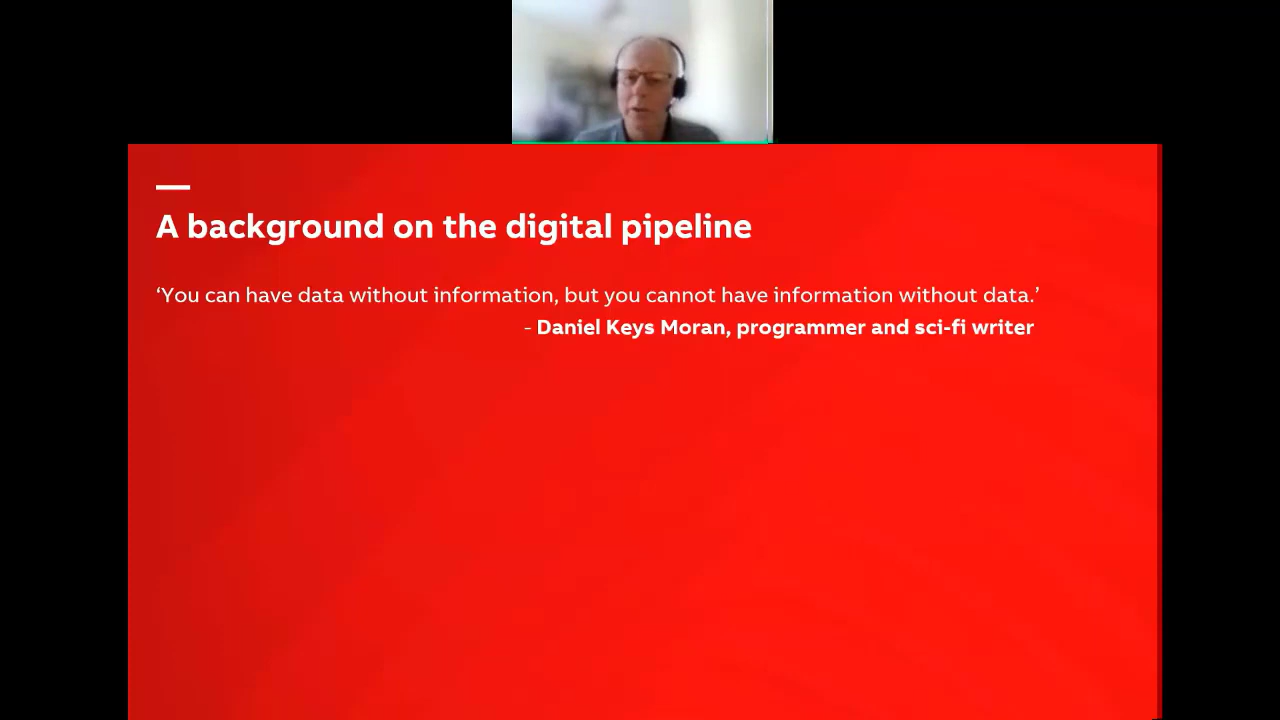 A background on the digital pipeline
‘You can have data without information, but you cannot have information without data.’
- Daniel Keys Moran, programmer and sci-fi writer